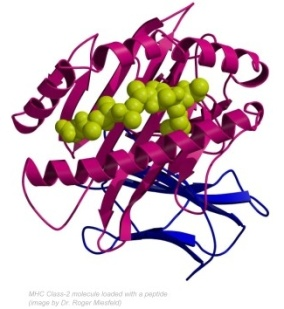 MHC Class-2 molecule loaded with a peptide
(image by Dr. Roger Miesfeld)